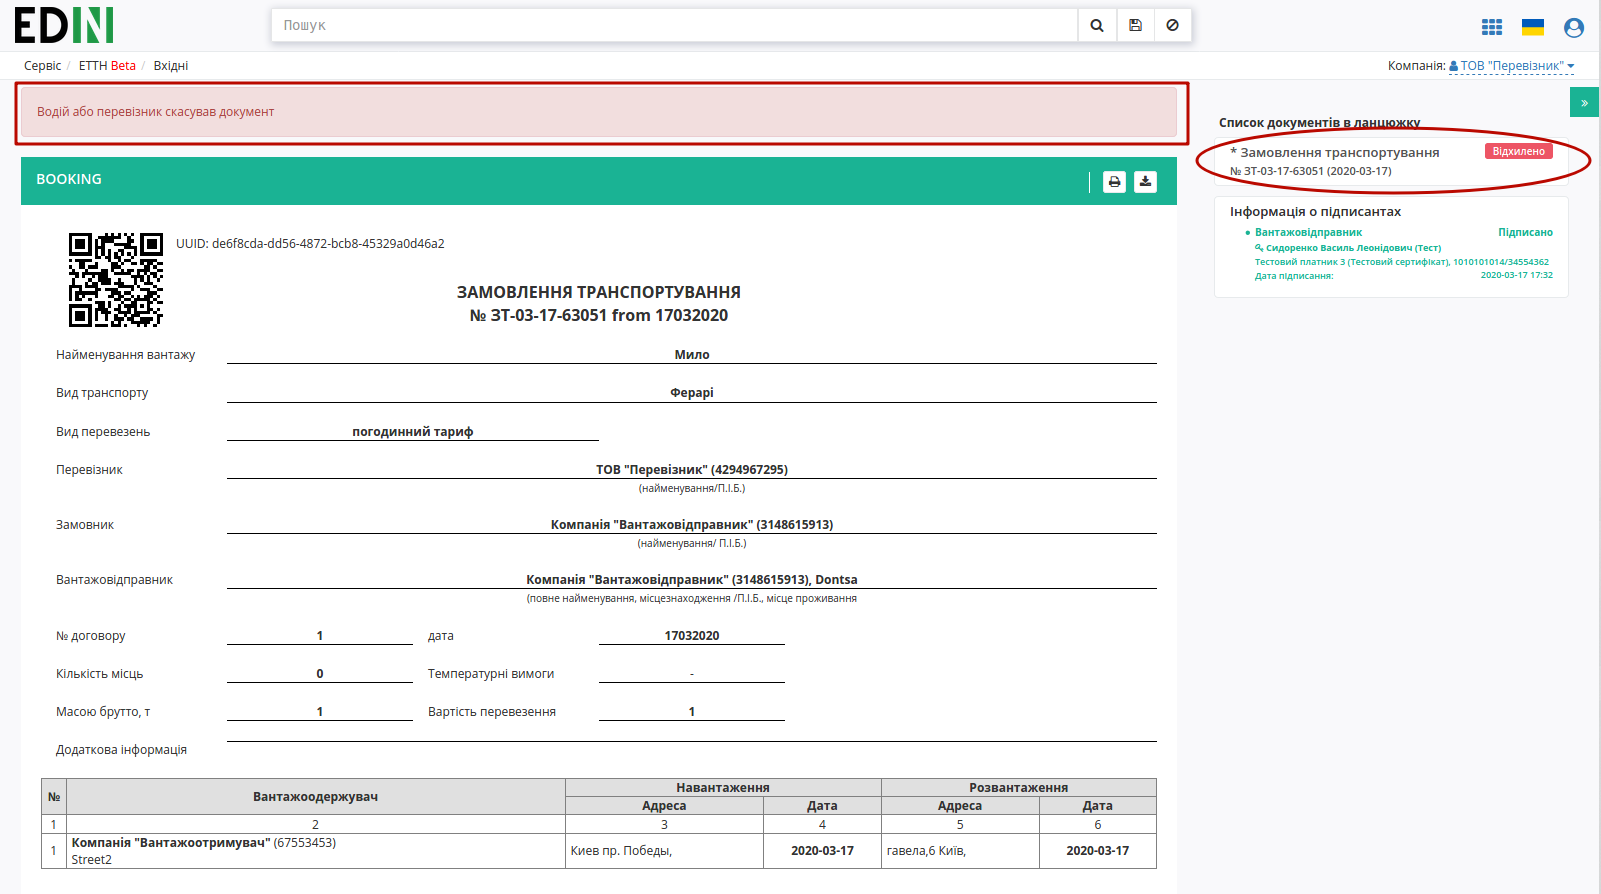 EDIN
Пошук
Сервіс / ЕТТН Beta / Вхідні
Компанія: ТОВ "Перевізник"
Водій або перевізник скасував документ
»
Список документів в ланцюжку
* Замовлення транспортування Відхилено
№ ЗТ-03-17-63051 (2020-03-17)
Інформація о підписантах
Вантажовідправник Підписано
Сидоренко Василь Леонідович (Тест)
Тестовий платник 3 (Тестовий сертифікат), 1010101014/34554362
Дата підписання: 2020-03-17 17:32
BOOKING
UUID: de6f8cda-dd56-4872-bcb8-45329a0d46a2
ЗАМОВЛЕННЯ ТРАНСПОРТУВАННЯ
№ ЗТ-03-17-63051 from 17032020
Найменування вантажу Мило
Вид транспорту Ферарі
Вид перевезень погодинний тариф
Перевізник ТОВ "Перевізник" (4294967295)
(найменування/П.І.Б.)
Замовник Компанія "Вантажовідправник" (3148615913)
(найменування/ П.І.Б.)
Вантажовідправник Компанія "Вантажовідправник" (3148615913), Dontsa
(повне найменування, місцезнаходження /П.І.Б., місце проживання
№ договору 1 дата 17032020
Кількість місць 0 Температурні вимоги -
Масою брутто, т 1 Вартість перевезення 1
Додаткова інформація
№ Вантажоодержувач Навантаження Розвантаження
Адреса Дата Адреса Дата
1 2 3 4 5 6
1 Компанія "Вантажоотримувач" (67553453) Киев пр. Победы, 2020-03-17 гавела,6 Київ, 2020-03-17
Street2